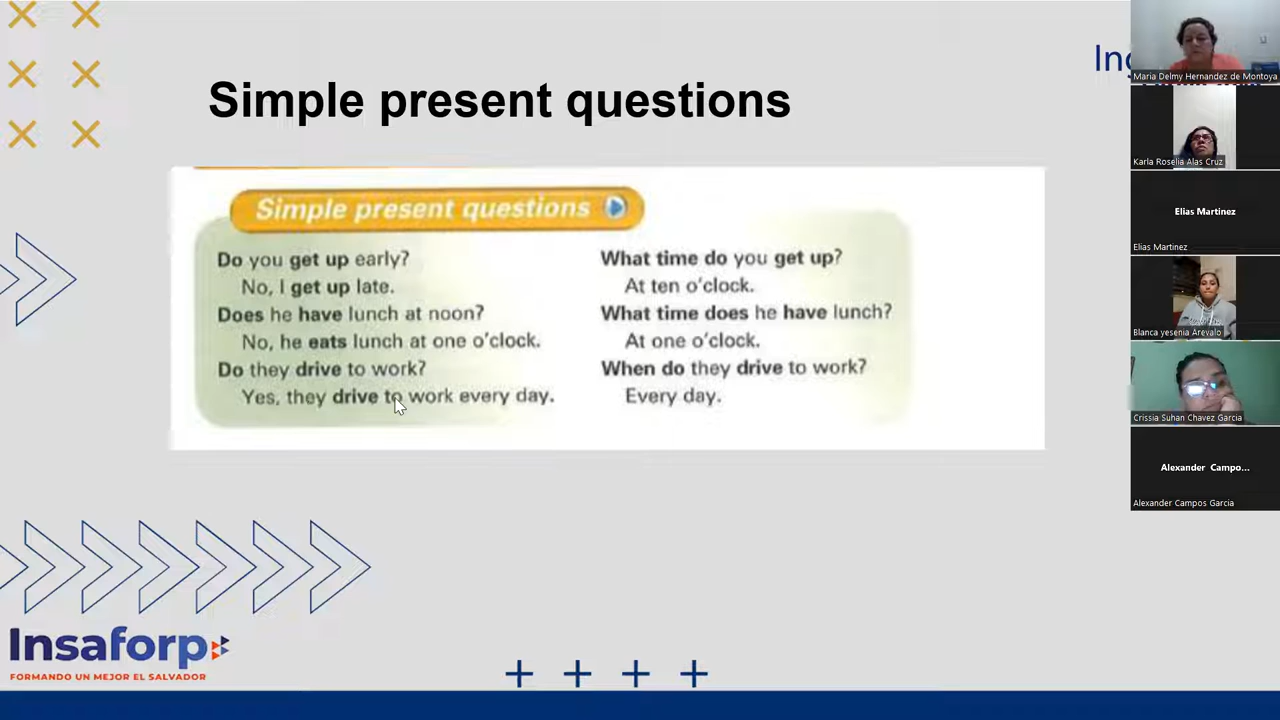 Simple present questions
Ing
Simple present questions
Do you get up early?
No, I get up late.
Does he have lunch at noon?
No, he eats lunch at one o'clock.
Do they drive to work?
Yes, they drive to work every day.
What time do you get up?
At ten o'clock.
What time does he have lunch?
At one o'clock.
When do they drive to work?
Every day.
Insaforp
FORMANDO UN MEJOR EL SALVADOR
Maria Delmy Hernandez de Montoya
Karla Roselia Alas Cruz
Elias Martinez
Elias Martinez
Blanca yesenia Arevalo
Crissia Suhan Chavez Garcia
Alexander Campo...
Alexander Campos Garcia